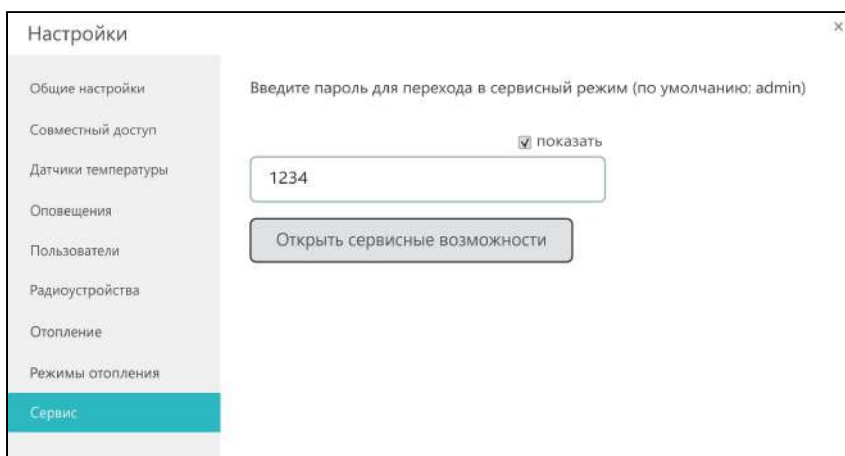 Настройки
×
Общие настройки
Совместный доступ
Датчики температуры
Оповещения
Пользователи
Радиоустройства
Отопление
Режимы отопления
Сервис
Введите пароль для перехода в сервисный режим (по умолчанию: admin)
показать
1234
Открыть сервисные возможности